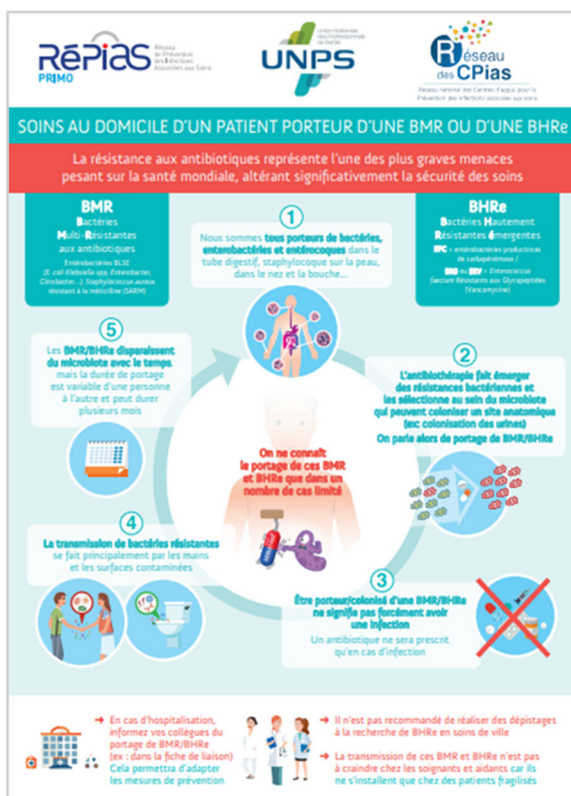 RéPIAS
Réseau
de Prévention
des Infections
Associées aux Soins
PRIMO
Union Nationale
des Professionnels
de Santé
UNPS
Réseau
des CPias
Réseau national des Centres d'appui pour la
Prévention des infections associées aux soins
SOINS AU DOMICILE D'UN PATIENT PORTEUR D'UNE BMR OU D'UNE BHRe
La résistance aux antibiotiques représente l'une des plus graves menaces
pesant sur la santé mondiale, altérant significativement la sécurité des soins
BMR
Bactéries
Multi-Résistantes
aux antibiotiques
Entérobactéries BLSE
(E. coli Klebsiella spp, Enterobacter,
Citrobacter...), Staphylococcus aureus
résistant à la méticilline (SARM)
1
Nous sommes tous porteurs de bactéries,
enterobactéries et entérocoques dans le
tube digestif, staphylocoque sur la peau,
dans le nez et la bouche...
BHRe
Bactéries Hautement
Résistantes émergentes
EPC = entérobactéries productrices
de carbapénémase /
ERG ou ERV = Enterococcus
faecium Résistants aux Glycopeptides
(Vancomycine)
2
L'antibiothérapie fait émerger
des résistances bactériennes et
les sélectionne au sein du microbiote
qui peuvent coloniser un site anatomique
(ex: colonisation des urines)
On parle alors de portage de BMR/BHRe
3
Être porteur/colonisé d'une BMR/BHRe
ne signifie pas forcément avoir
une infection
Un antibiotique ne sera prescrit
qu'en cas d'infection
4
La transmission de bactéries résistantes
se fait principalement par les mains
et les surfaces contaminées
5
Les BMR/BHRe disparaissent
du microbiote avec le temps,
mais la durée de portage
est variable d'une personne
à l'autre et peut durer
plusieurs mois
On ne connaît
le portage de ces BMR
et BHRe que dans un
nombre de cas limité
→ En cas d'hospitalisation,
informez vos collègues du
portage de BMR/BHRe
(ex : dans la fiche de liaison)
Cela permettra d'adapter
les mesures de prévention
→ Il n'est pas recommandé de réaliser des dépistages
à la recherche de BHRe en soins de ville
→ La transmission de ces BMR et BHRe n'est pas
à craindre chez les soignants et aidants car ils
ne s'installent que chez des patients fragilisés